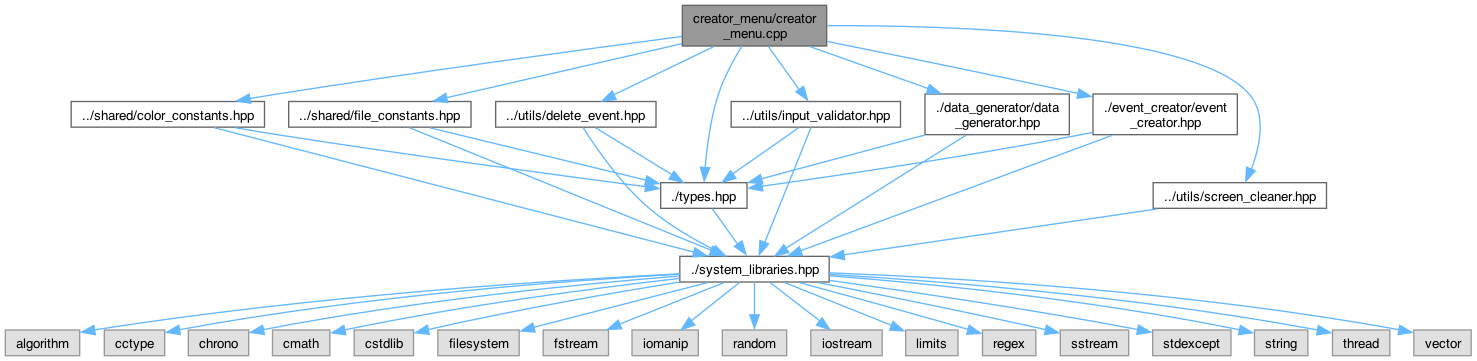 creator_menu/creator
_menu.cpp
../shared/color_constants.hpp
../shared/file_constants.hpp
../utils/delete_event.hpp
../utils/input_validator.hpp
./data_generator/data
_generator.hpp
./event_creator/event
_creator.hpp
./types.hpp
../utils/screen_cleaner.hpp
./system_libraries.hpp
algorithm
cctype
chrono
cmath
cstdlib
filesystem
fstream
iomanip
random
iostream
limits
regex
sstream
stdexcept
string
thread
vector